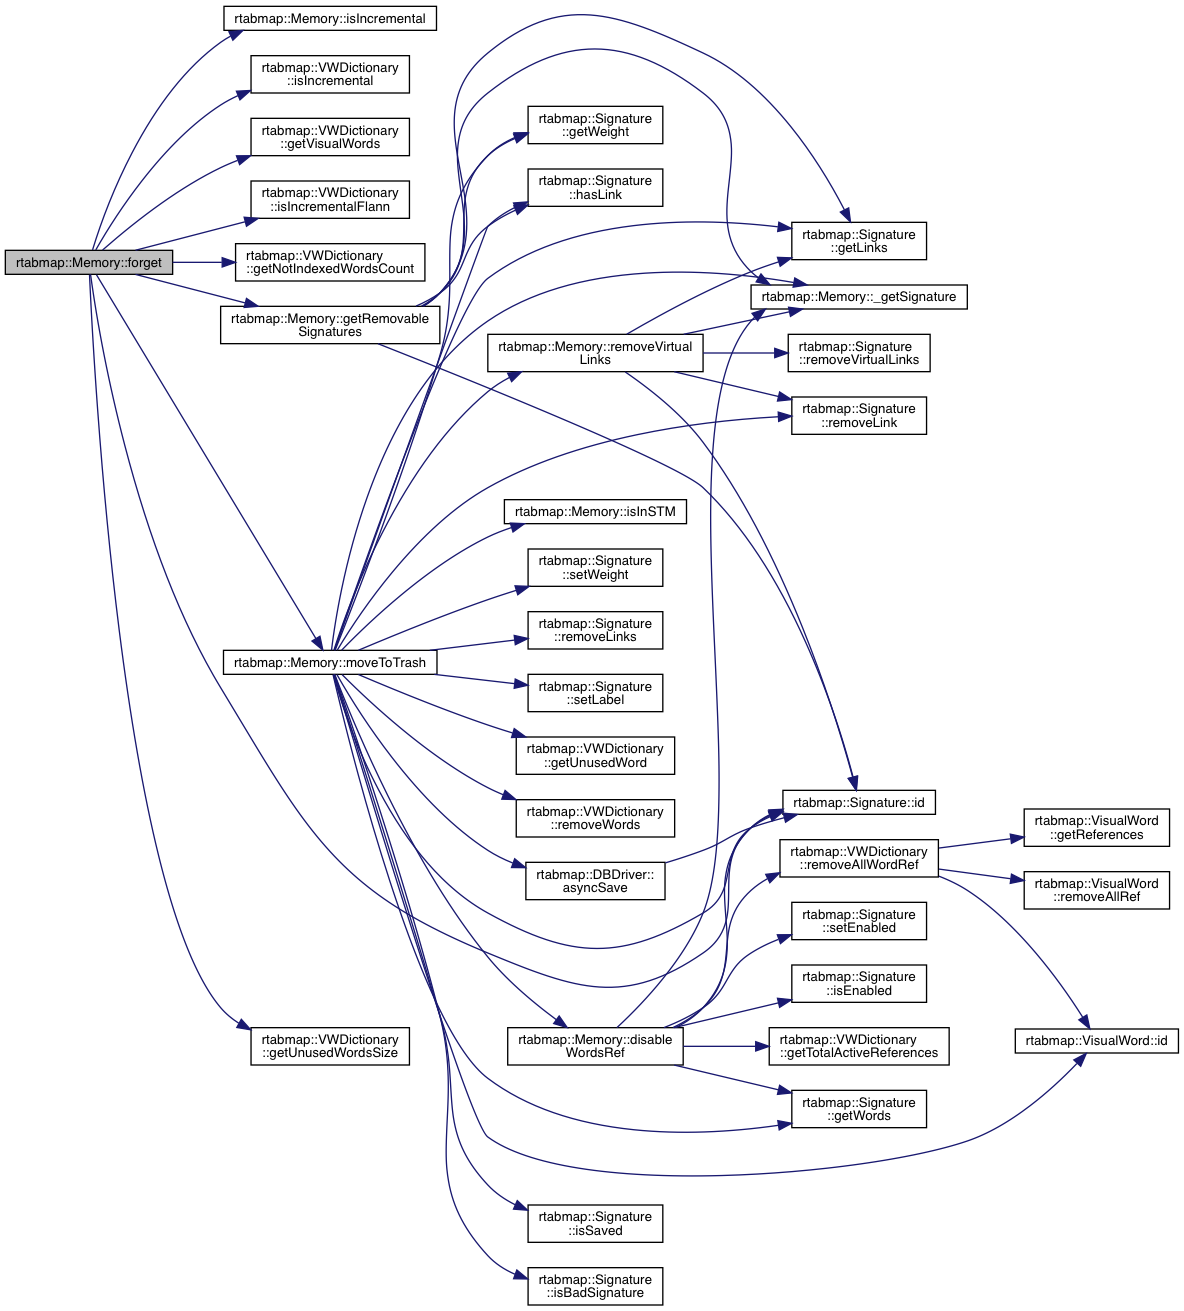 rtabmap::Memory::forget
rtabmap::Memory::isIncremental
rtabmap::VWDictionary
::isIncremental
rtabmap::VWDictionary
::getVisualWords
rtabmap::VWDictionary
::isIncrementalFlann
rtabmap::VWDictionary
::getNotIndexedWordsCount
rtabmap::Memory::getRemovable
Signatures
rtabmap::Memory::moveToTrash
rtabmap::VWDictionary
::getUnusedWordsSize
rtabmap::Signature
::getWeight
rtabmap::Signature
::hasLink
rtabmap::Memory::removeVirtual
Links
rtabmap::Memory::isInSTM
rtabmap::Signature
::setWeight
rtabmap::Signature
::removeLinks
rtabmap::Signature
::setLabel
rtabmap::VWDictionary
::getUnusedWord
rtabmap::VWDictionary
::removeWords
rtabmap::DBDriver::
asyncSave
rtabmap::Memory::disable
WordsRef
rtabmap::Signature
::isSaved
rtabmap::Signature
::isBadSignature
rtabmap::Signature
::getLinks
rtabmap::Memory::_getSignature
rtabmap::Signature
::removeVirtualLinks
rtabmap::Signature
::removeLink
rtabmap::Signature::id
rtabmap::VWDictionary
::removeAllWordRef
rtabmap::Signature
::setEnabled
rtabmap::Signature
::isEnabled
rtabmap::VWDictionary
::getTotalActiveReferences
rtabmap::Signature
::getWords
rtabmap::VisualWord
::getReferences
rtabmap::VisualWord
::removeAllRef
rtabmap::VisualWord::id